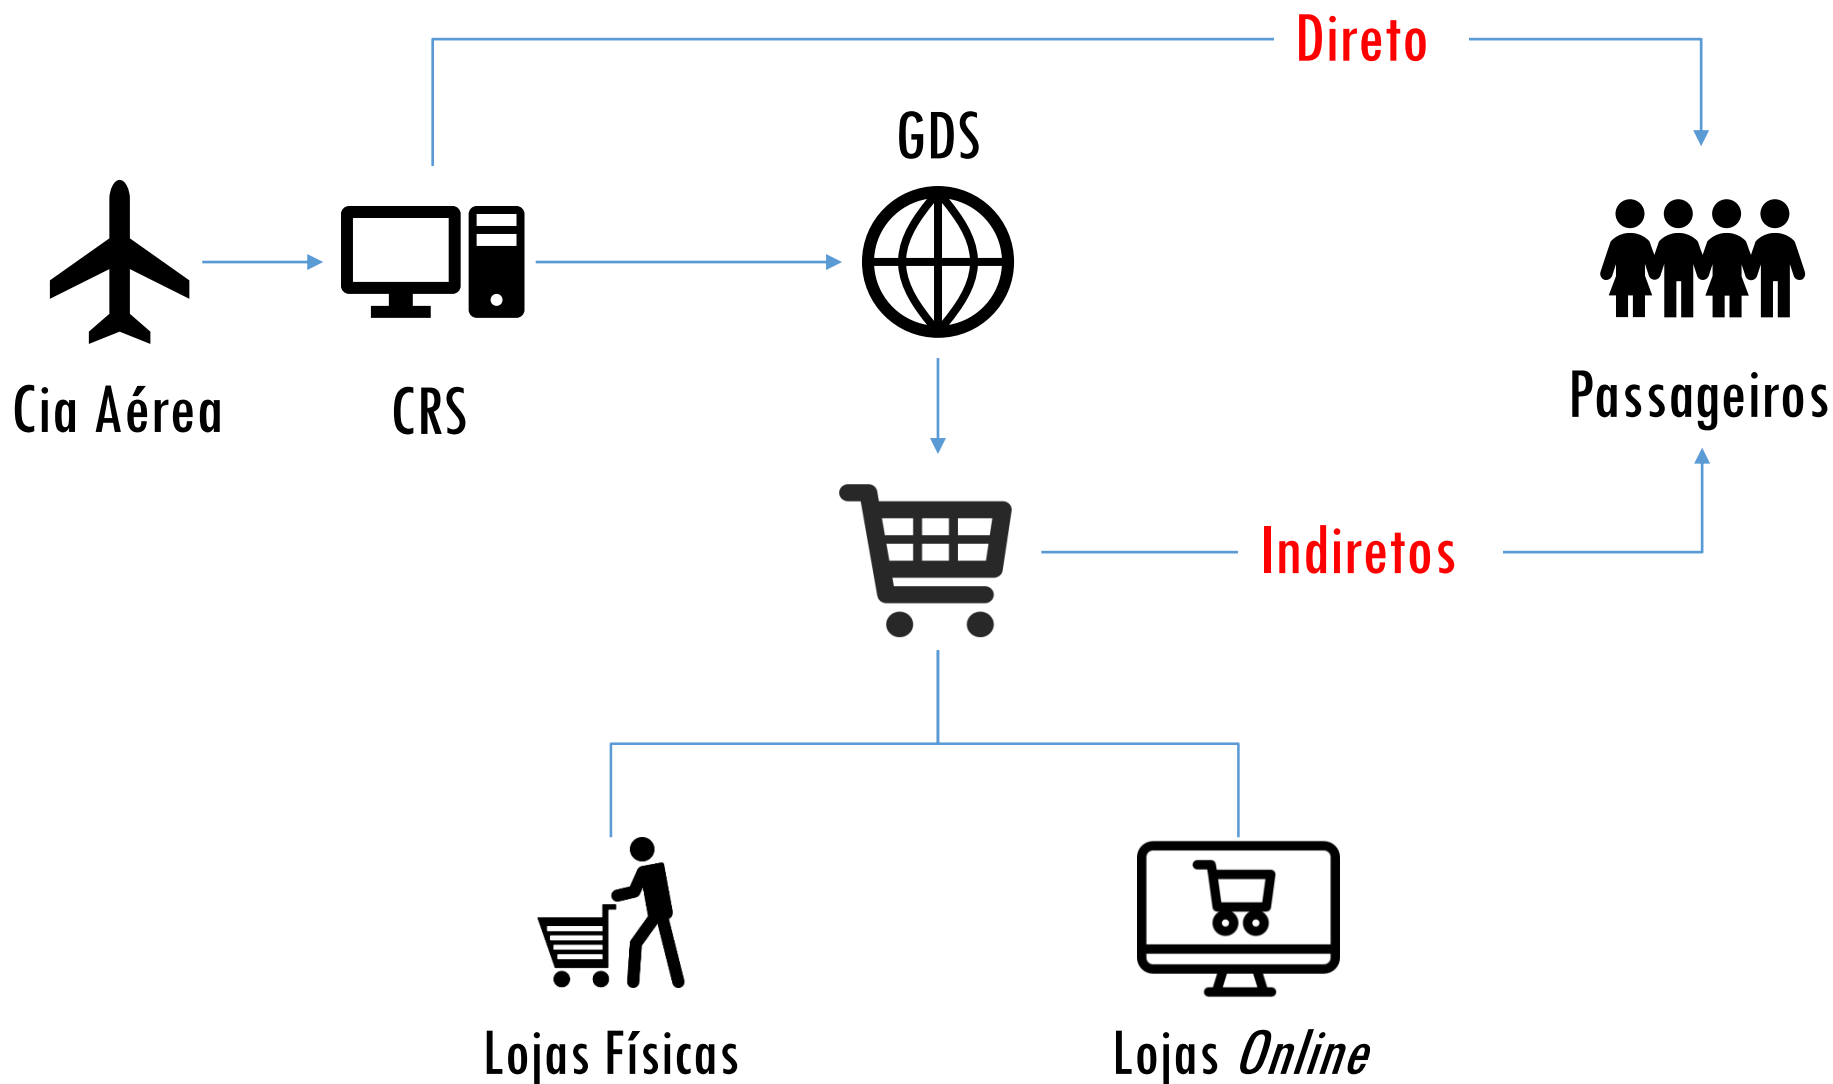 Direto
GDS
Cia Aérea
CRS
Passageiros
Indiretos
Lojas Físicas
Lojas Online